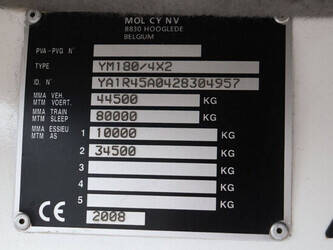 MOL CY NV
8830 HOOGLEDE
BELGIUM
PVA-PVG N°
TYPE YM180/4X2
ID. N° YA1R45A0428304957
MMA VEH.
MTM VOERT. 44500 KG
MMA TRAIN
MTM SLEEP 80000 KG
MMA ESSIEU
MTM AS
1 10000 KG
2 34500 KG
3 KG
4 KG
5 KG
CE 2008